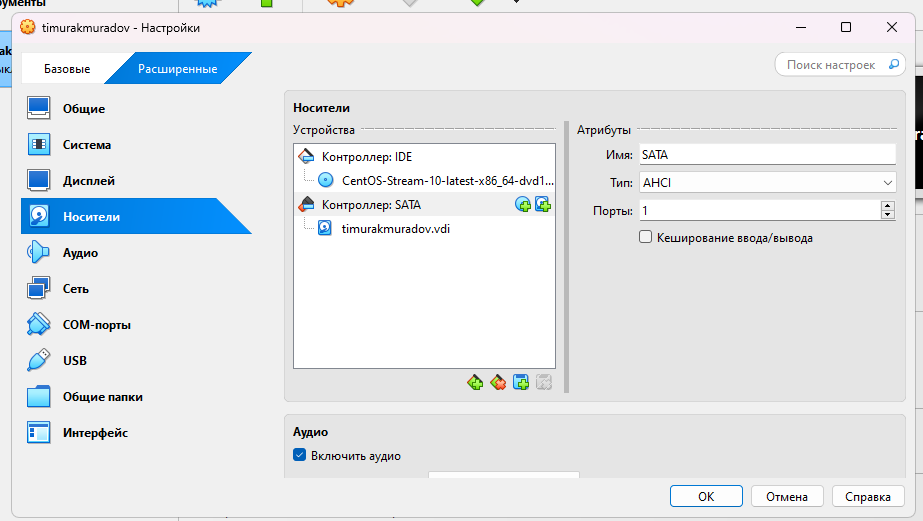 рументы
timurakmuradov - Настройки
Базовые
Расширенные
Поиск настроек
Общие
Система
Дисплей
Носители
Аудио
Сеть
COM-порты
USB
Общие папки
Интерфейс
Носители
Устройства
Контроллер: IDE
CentOS-Stream-10-latest-x86_64-dvd1...
Контроллер: SATA
timurakmuradov.vdi
Атрибуты
Имя: SATA
Тип: AHCI
Порты: 1
Кеширование ввода/вывода
Аудио
Включить аудио
OK
Отмена
Справка